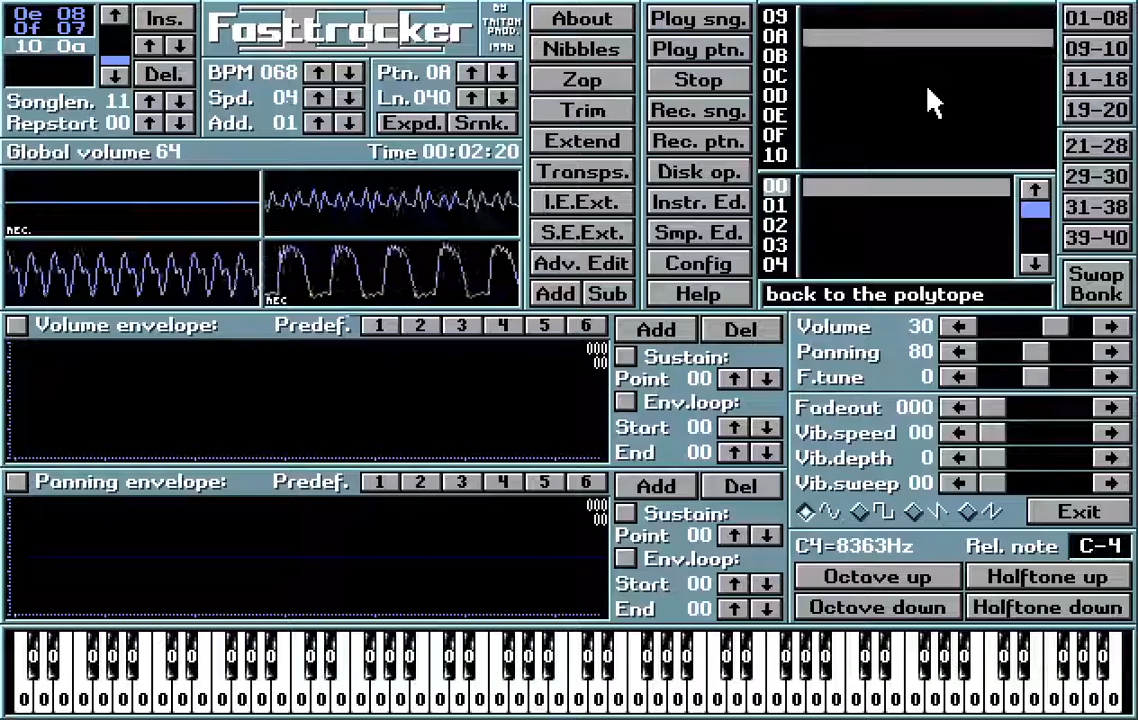 0e 08
0f 07
10 0a
Ins.
Del.
Songlen. 11
Repstart 00
Fasttracker
BY TRITON PROD. 1998
BPM 068
Spd. 04
Add. 01
Ptn. 0A
Ln. 040
Expd. Srnk.
Global volume 64
Time 00:02:20
REC.
REC
About
Nibbles
Zap
Trim
Extend
Transps.
I.E.Ext.
S.E.Ext.
Adv. Edit
Add Sub
Play sng.
Play ptn.
Stop
Rec. sng.
Rec. ptn.
Disk op.
Instr. Ed.
Smp. Ed.
Config
Help
09
0A
0B
0C
0D
0E
0F
10
00
01
02
03
04
back to the polytope
01-08
09-10
11-18
19-20
21-28
29-30
31-38
39-40
Swap
Bank
Volume envelope:
Predef. 1 2 3 4 5 6
000
00
Add Del
Sustain:
Point 00
Env.loop:
Start 00
End 00
Panning envelope:
Predef. 1 2 3 4 5 6
000
00
Add Del
Sustain:
Point 00
Env.loop:
Start 00
End 00
Volume 30
Panning 80
F.tune 0
Fadeout 000
Vib.speed 00
Vib.depth 0
Vib.sweep 00
Exit
C4=8363Hz Rel. note C-4
Octave up Halftone up
Octave down Halftone down